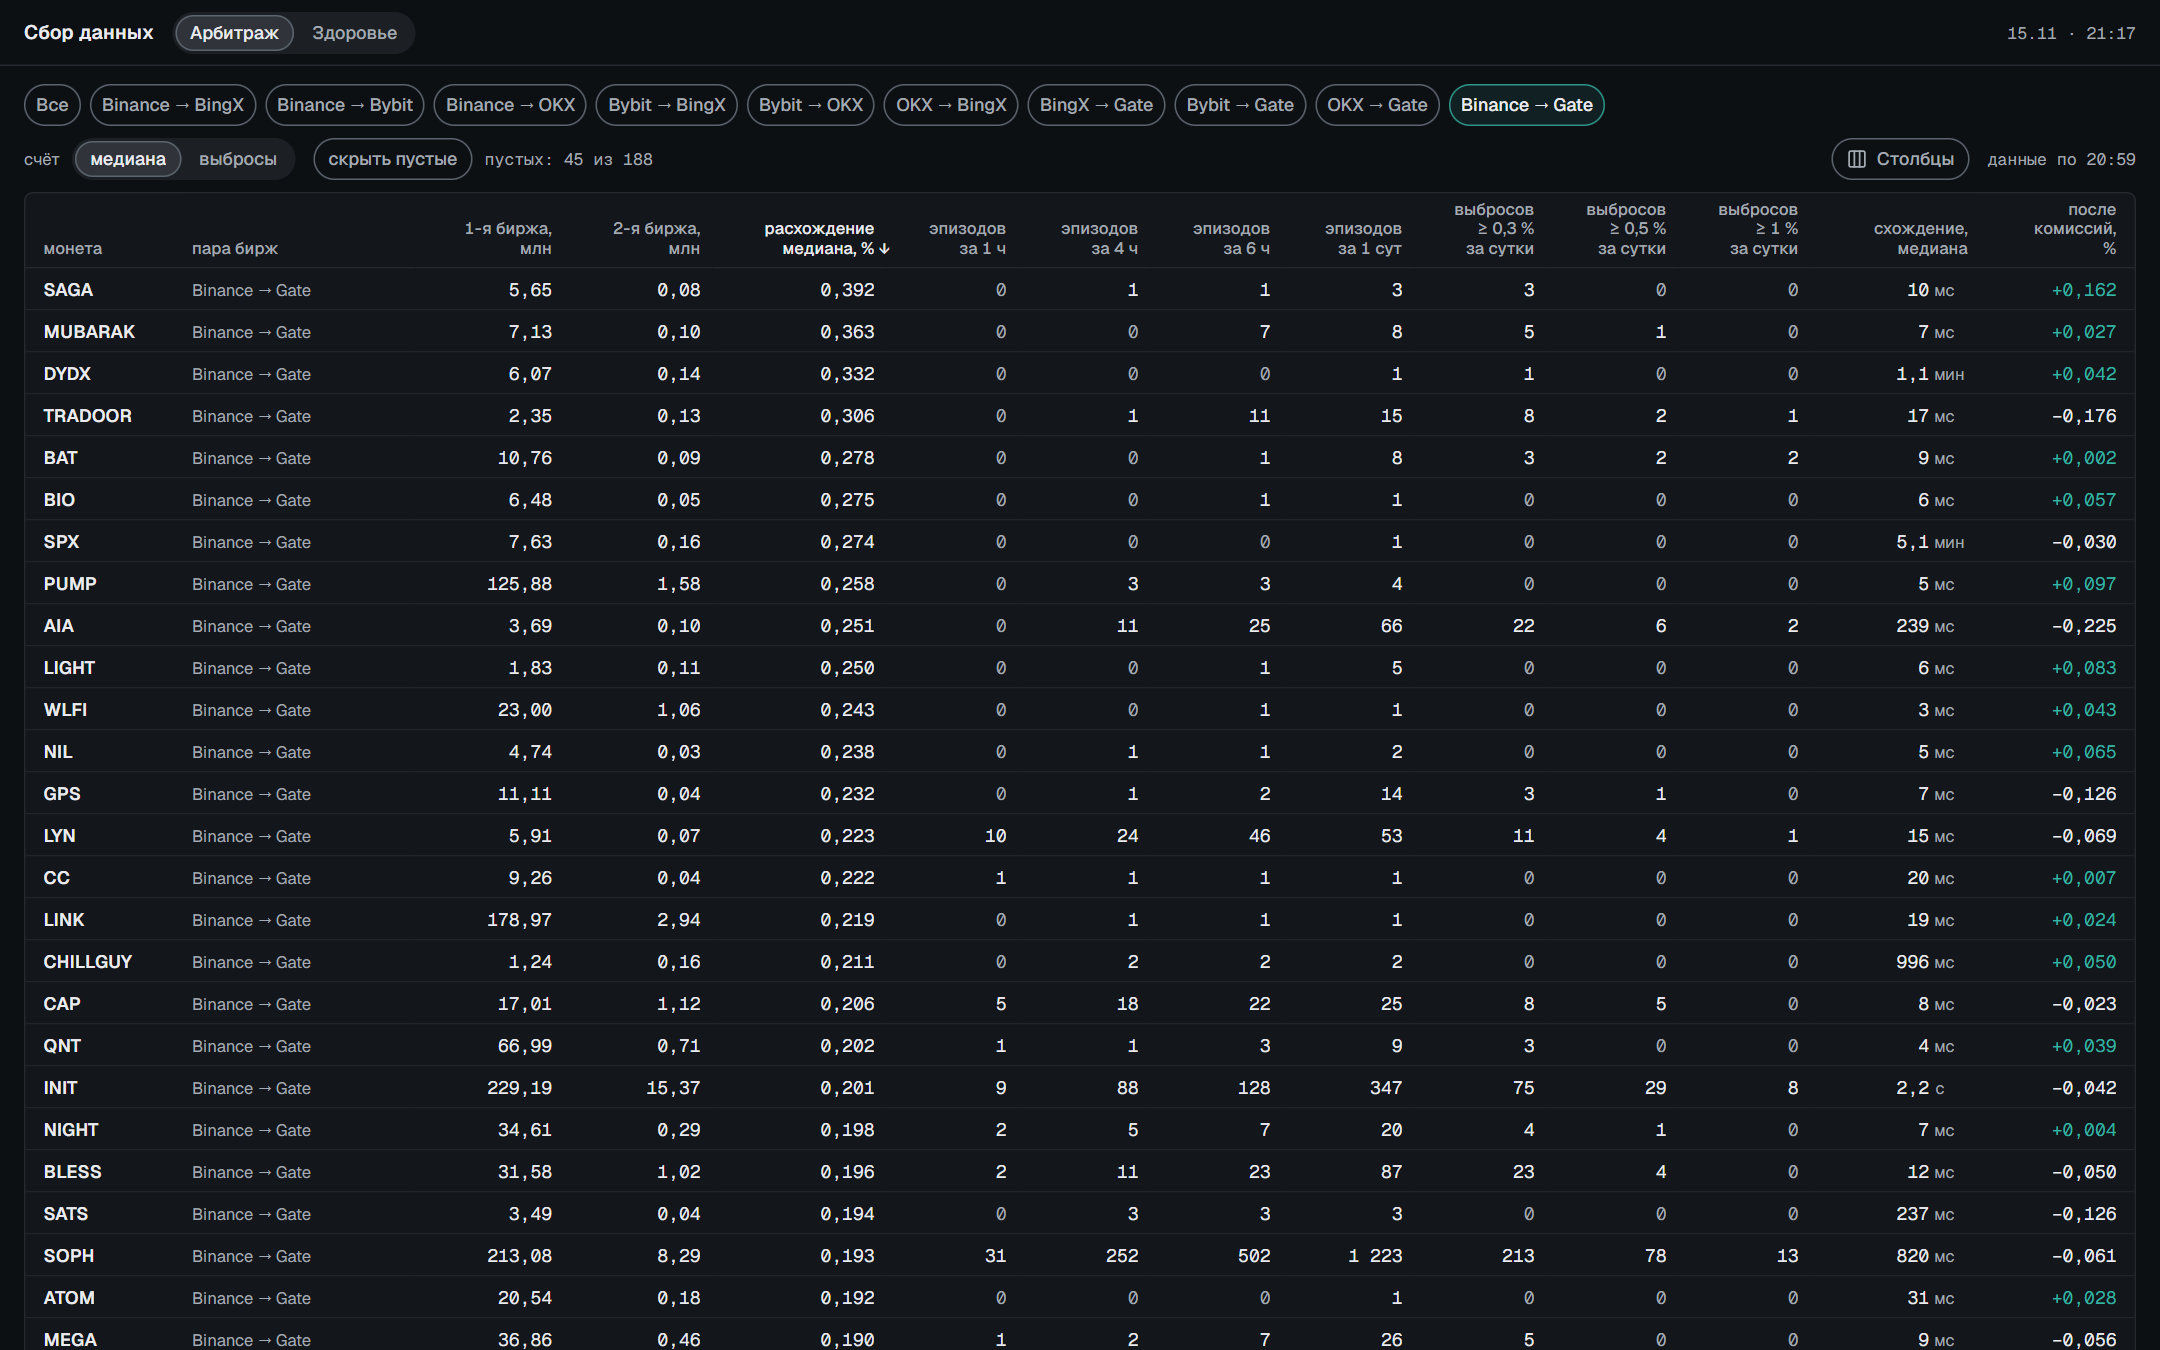 Сбор данных Арбитраж Здоровье 15.11 · 21:17
Все Binance → BingX Binance → Bybit Binance → OKX Bybit → BingX Bybit → OKX OKX → BingX BingX → Gate Bybit → Gate OKX → Gate Binance → Gate
счёт медиана выбросы скрыть пустые пустых: 45 из 188 Столбцы данные по 20:59
монета пара бирж 1-я биржа, млн 2-я биржа, млн расхождение медиана, % ↓ эпизодов за 1 ч эпизодов за 4 ч эпизодов за 6 ч эпизодов за 1 сут выбросов ≥ 0,3 % за сутки выбросов ≥ 0,5 % за сутки выбросов ≥ 1 % за сутки схождение, медиана после комиссий, %
SAGA Binance → Gate 5,65 0,08 0,392 0 1 1 3 3 0 0 10 мс +0,162
MUBARAK Binance → Gate 7,13 0,10 0,363 0 0 7 8 5 1 0 7 мс +0,027
DYDX Binance → Gate 6,07 0,14 0,332 0 0 0 1 1 0 0 1,1 мин +0,042
TRADOOR Binance → Gate 2,35 0,13 0,306 0 1 11 15 8 2 1 17 мс −0,176
BAT Binance → Gate 10,76 0,09 0,278 0 0 1 8 3 2 2 9 мс +0,002
BIO Binance → Gate 6,48 0,05 0,275 0 0 1 1 0 0 0 6 мс +0,057
SPX Binance → Gate 7,63 0,16 0,274 0 0 0 1 0 0 0 5,1 мин −0,030
PUMP Binance → Gate 125,88 1,58 0,258 0 3 3 4 0 0 0 5 мс +0,097
AIA Binance → Gate 3,69 0,10 0,251 0 11 25 66 22 6 2 239 мс −0,225
LIGHT Binance → Gate 1,83 0,11 0,250 0 0 1 5 0 0 0 6 мс +0,083
WLFI Binance → Gate 23,00 1,06 0,243 0 0 1 1 0 0 0 3 мс +0,043
NIL Binance → Gate 4,74 0,03 0,238 0 1 1 2 0 0 0 5 мс +0,065
GPS Binance → Gate 11,11 0,04 0,232 0 1 2 14 3 1 0 7 мс −0,126
LYN Binance → Gate 5,91 0,07 0,223 10 24 46 53 11 4 1 15 мс −0,069
CC Binance → Gate 9,26 0,04 0,222 1 1 1 1 0 0 0 20 мс +0,007
LINK Binance → Gate 178,97 2,94 0,219 0 1 1 1 0 0 0 19 мс +0,024
CHILLGUY Binance → Gate 1,24 0,16 0,211 0 2 2 2 0 0 0 996 мс +0,050
CAP Binance → Gate 17,01 1,12 0,206 5 18 22 25 8 5 0 8 мс −0,023
QNT Binance → Gate 66,99 0,71 0,202 1 1 3 9 3 0 0 4 мс +0,039
INIT Binance → Gate 229,19 15,37 0,201 9 88 128 347 75 29 8 2,2 с −0,042
NIGHT Binance → Gate 34,61 0,29 0,198 2 5 7 20 4 1 0 7 мс +0,004
BLESS Binance → Gate 31,58 1,02 0,196 2 11 23 87 23 4 0 12 мс −0,050
SATS Binance → Gate 3,49 0,04 0,194 0 3 3 3 0 0 0 237 мс −0,126
SOPH Binance → Gate 213,08 8,29 0,193 31 252 502 1 223 213 78 13 820 мс −0,061
ATOM Binance → Gate 20,54 0,18 0,192 0 0 0 1 0 0 0 31 мс +0,028
MEGA Binance → Gate 36,86 0,46 0,190 1 2 7 26 5 0 0 9 мс −0,056